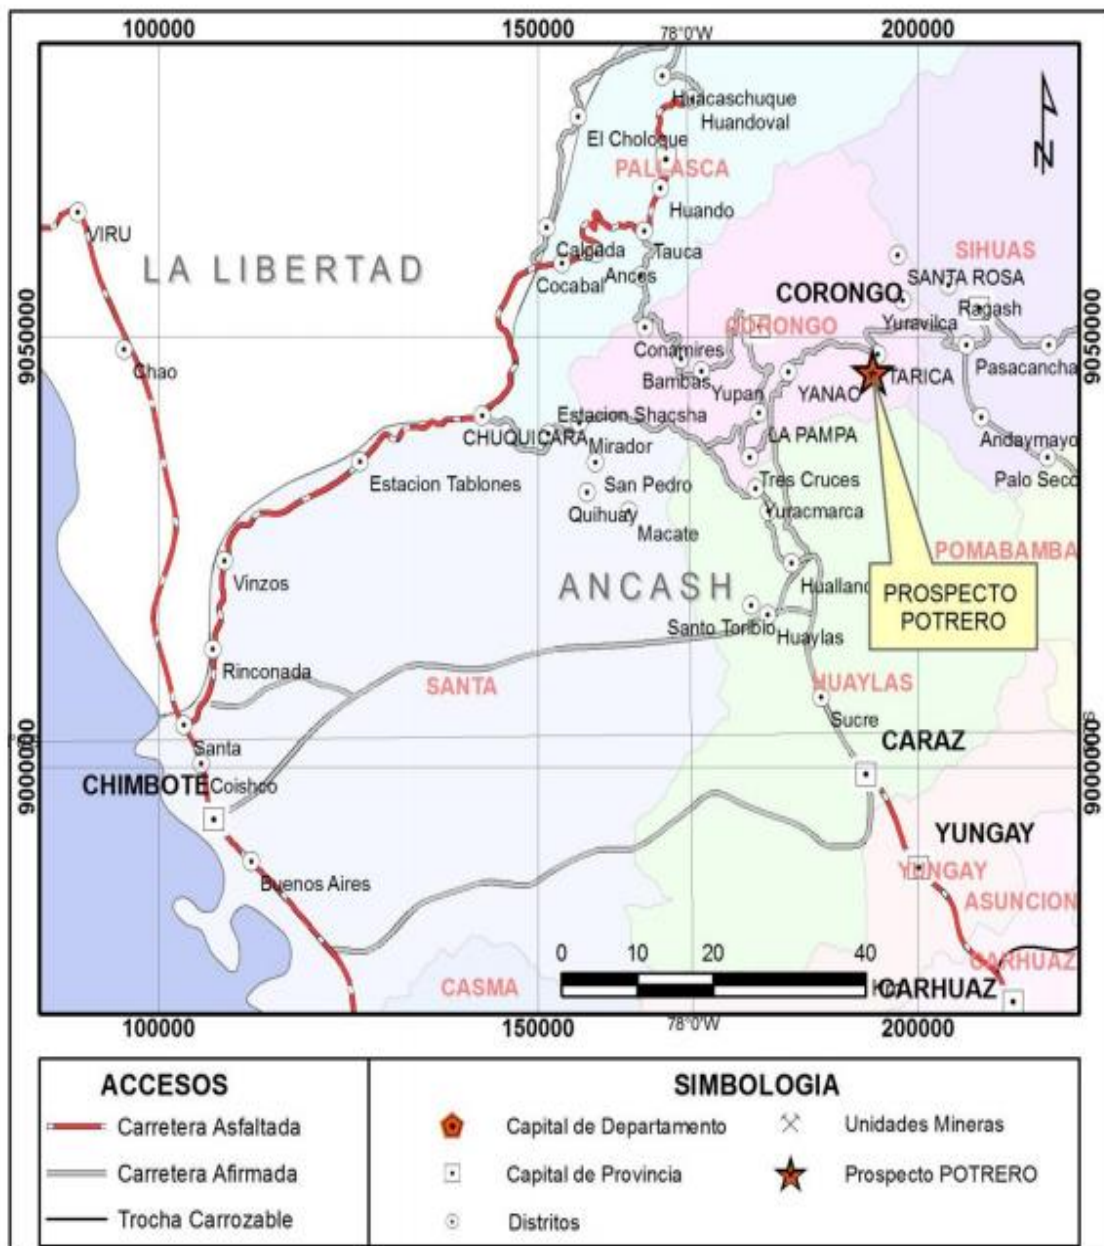 100000 150000 200000
78°0'W
Huacaschuque
Huandoval
El Choloque
PALLASCA
Huando
VIRU
LA LIBERTAD
Calgada
Tauca
Cocabal
Ancos
SIHUAS
SANTA ROSA
CORONGO
Ragash
Yuravilca
CORONGO
9050000
9050000
Chao
Conamires
Pasacancha
Bambas
Yupan
YANAC
TARICA
Estacion Shacsha
CHUQUICARA
LA PAMPA
Andaymayo
Mirador
Estacion Tablones
San Pedro
Tres Cruces
Palo Seco
Quihuay
Yuracmarca
Macate
POMABAMBA
Vinzos
ANCASH
Huallanc
PROSPECTO
POTRERO
Santo Toribio
Huaylas
Rinconada
SANTA
HUAYLAS
Sucre
Santa
CARAZ
S
9000000
9000000
CHIMBOTE
Coishco
YUNGAY
Buenos Aires
YUNGAY
ASUNCION
0 10 20 40
CARHUAZ
CASMA
CARHUAZ
100000 150000 200000
78°0'W
N
ACCESOS
Carretera Asfaltada
Carretera Afirmada
Trocha Carrozable
SIMBOLOGIA
Capital de Departamento
Unidades Mineras
Capital de Provincia
Prospecto POTRERO
Distritos